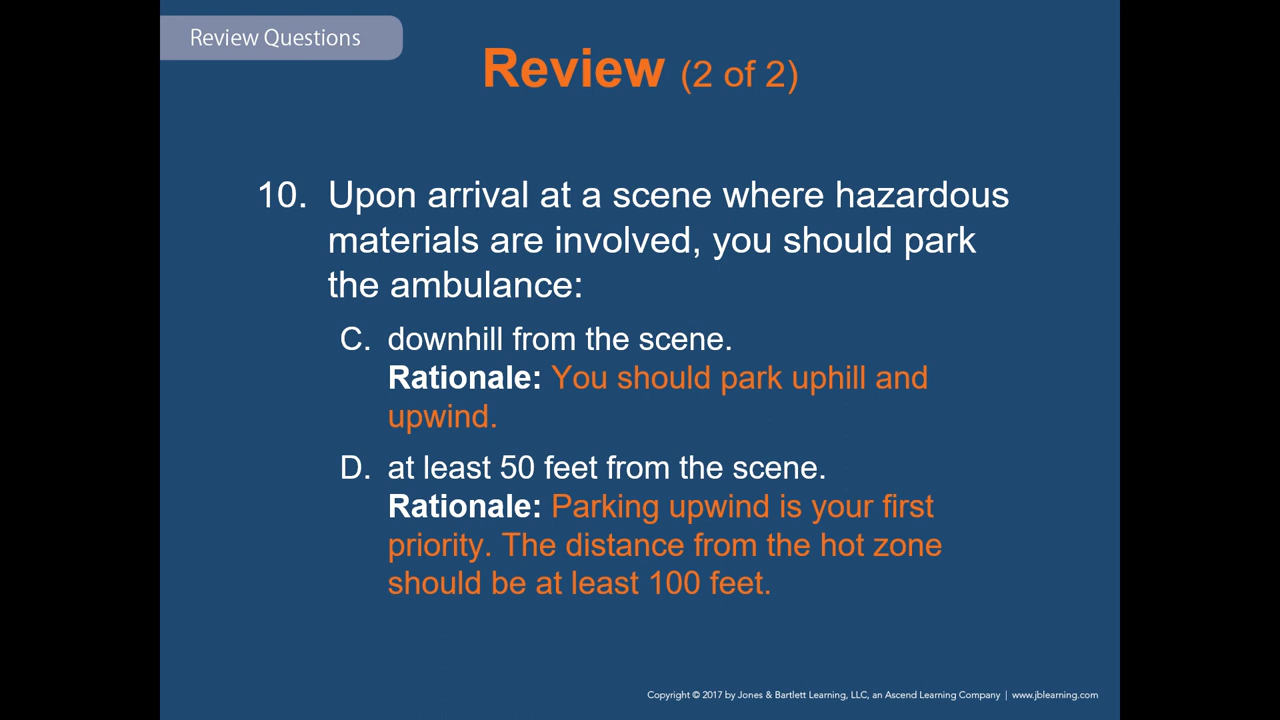 Review Questions
Review (2 of 2)
10. Upon arrival at a scene where hazardous
materials are involved, you should park
the ambulance:
C. downhill from the scene.
Rationale: You should park uphill and
upwind.
D. at least 50 feet from the scene.
Rationale: Parking upwind is your first
priority. The distance from the hot zone
should be at least 100 feet.
Copyright © 2017 by Jones & Bartlett Learning, LLC, an Ascend Learning Company | www.jblearning.com